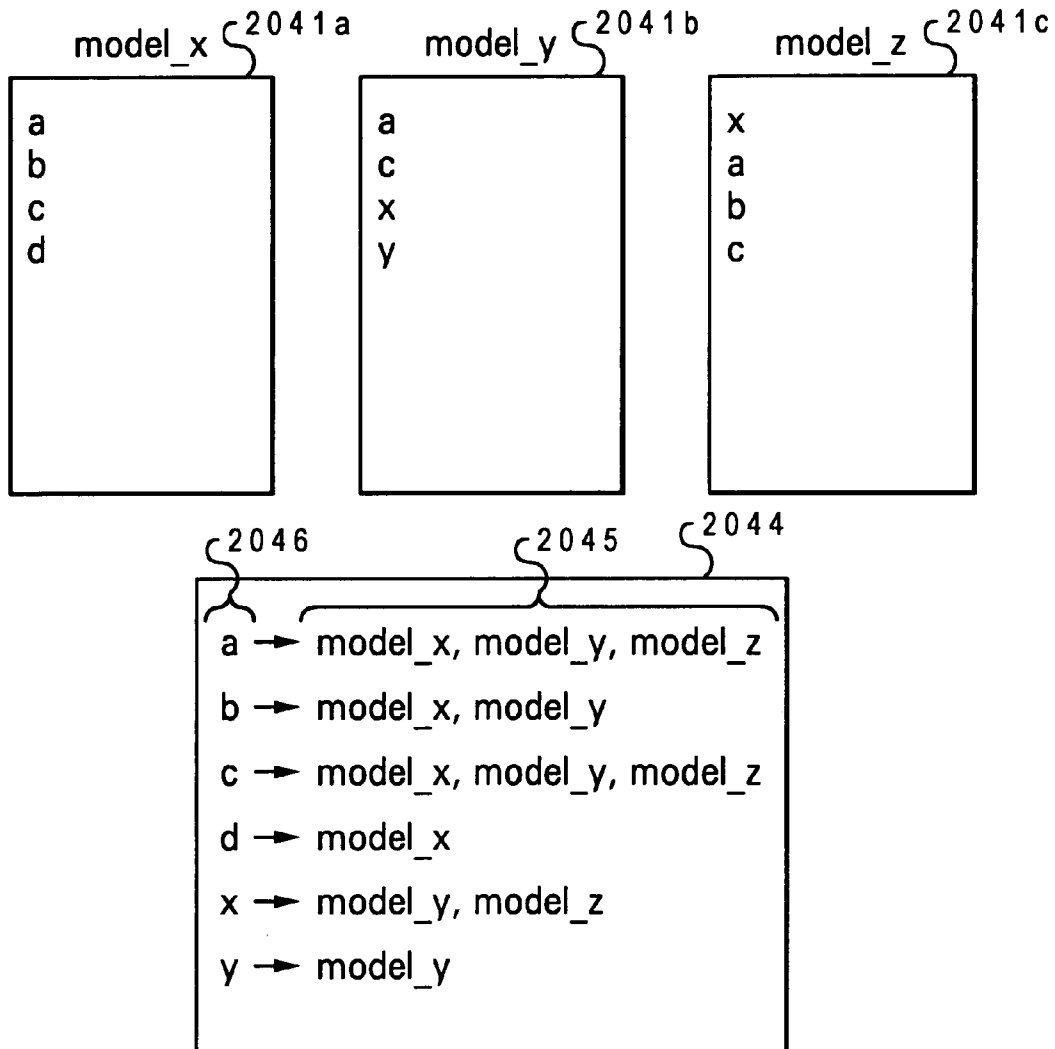 model_x 2041a model_y 2041b model_z 2041c
a
b
c
d
a
c
x
y
x
a
b
c
2046 2045 2044
a → model_x, model_y, model_z
b → model_x, model_y
c → model_x, model_y, model_z
d → model_x
x → model_y, model_z
y → model_y